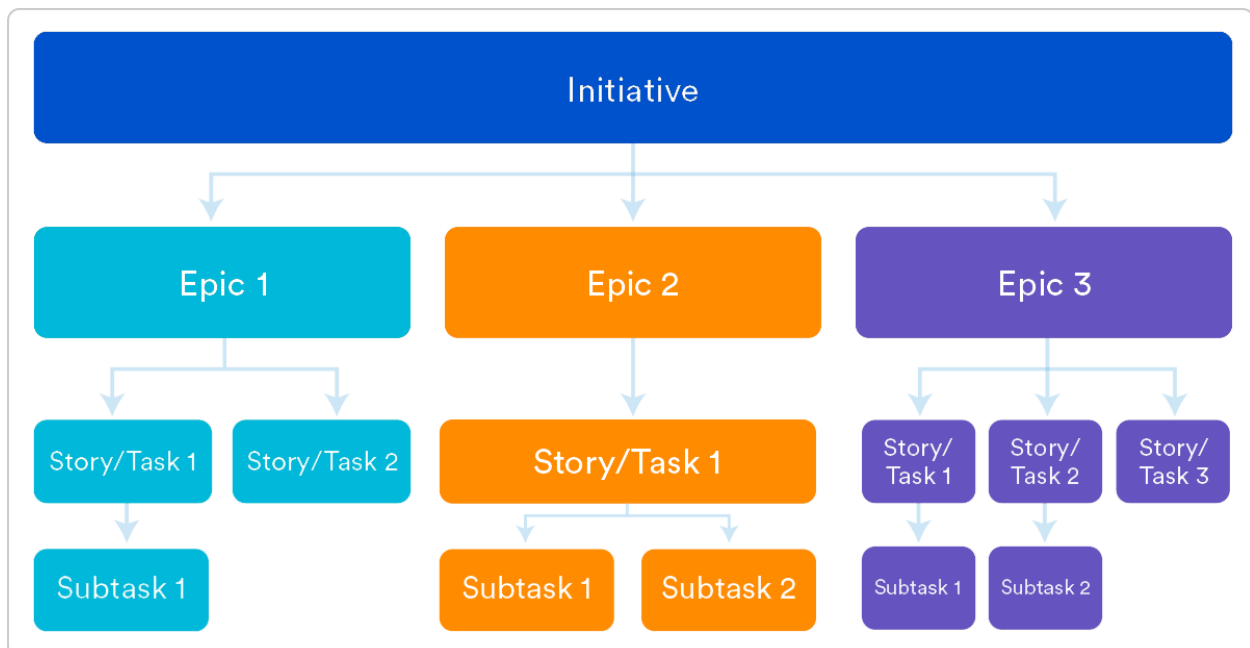 Initiative
Epic 1
Epic 2
Epic 3
Story/Task 1
Story/Task 2
Story/Task 1
Story/
Task 1
Story/
Task 2
Story/
Task 3
Subtask 1
Subtask 1
Subtask 2
Subtask 1
Subtask 2